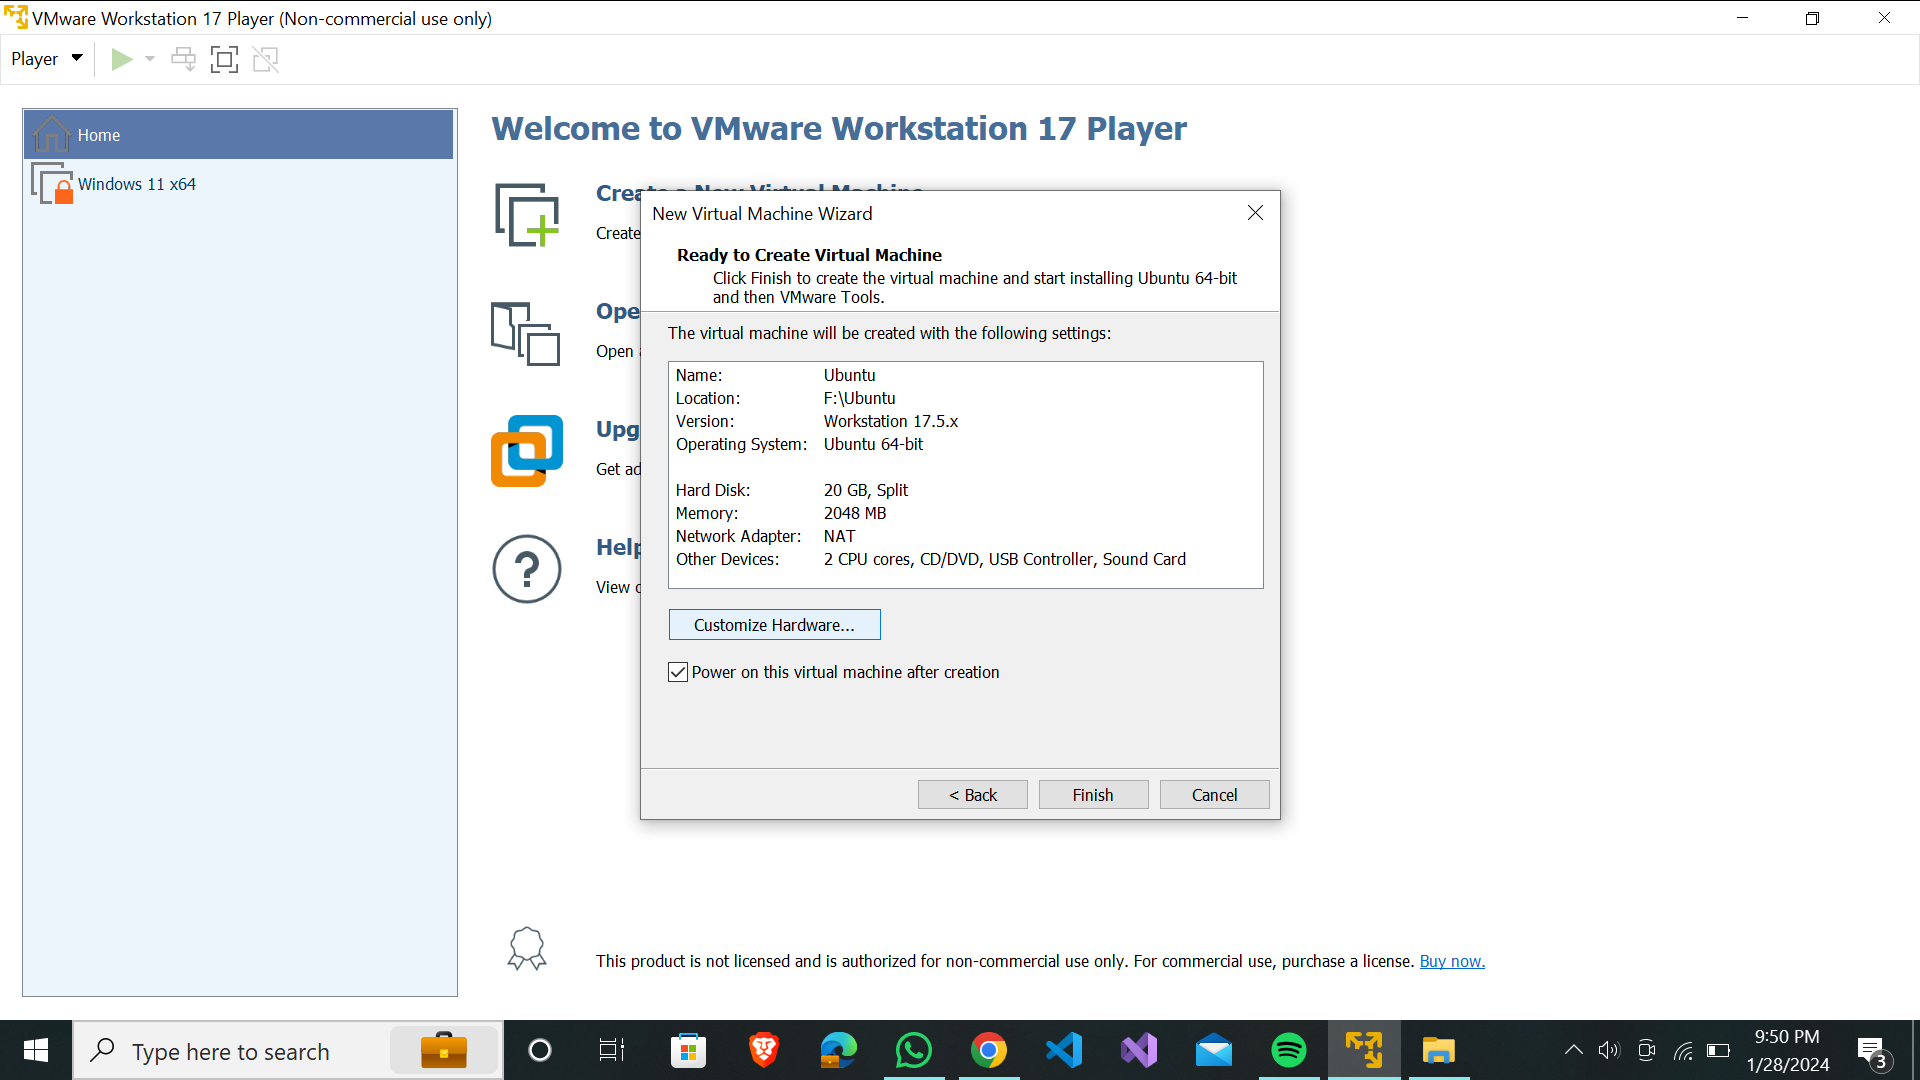 VMware Workstation 17 Player (Non-commercial use only)
Player
Home
Windows 11 x64
Welcome to VMware Workstation 17 Player
Create a New Virtual Machine
Create
Ope
Open
Upg
Get ad
Help
View
New Virtual Machine Wizard
Ready to Create Virtual Machine
Click Finish to create the virtual machine and start installing Ubuntu 64-bit
and then VMware Tools.
The virtual machine will be created with the following settings:
Name: Ubuntu
Location: F:\Ubuntu
Version: Workstation 17.5.x
Operating System: Ubuntu 64-bit
Hard Disk: 20 GB, Split
Memory: 2048 MB
Network Adapter: NAT
Other Devices: 2 CPU cores, CD/DVD, USB Controller, Sound Card
Customize Hardware...
Power on this virtual machine after creation
< Back
Finish
Cancel
This product is not licensed and is authorized for non-commercial use only. For commercial use, purchase a license. Buy now.
Type here to search
9:50 PM
1/28/2024
3